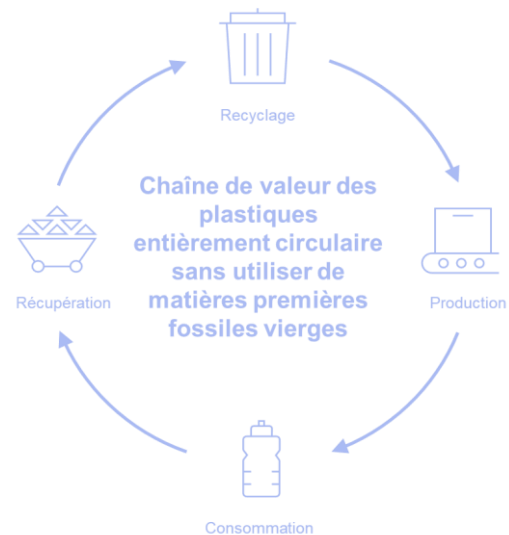 Recyclage
Chaîne de valeur des
plastiques
entièrement circulaire
sans utiliser de
matières premières
fossiles vierges
Récupération
Production
Consommation